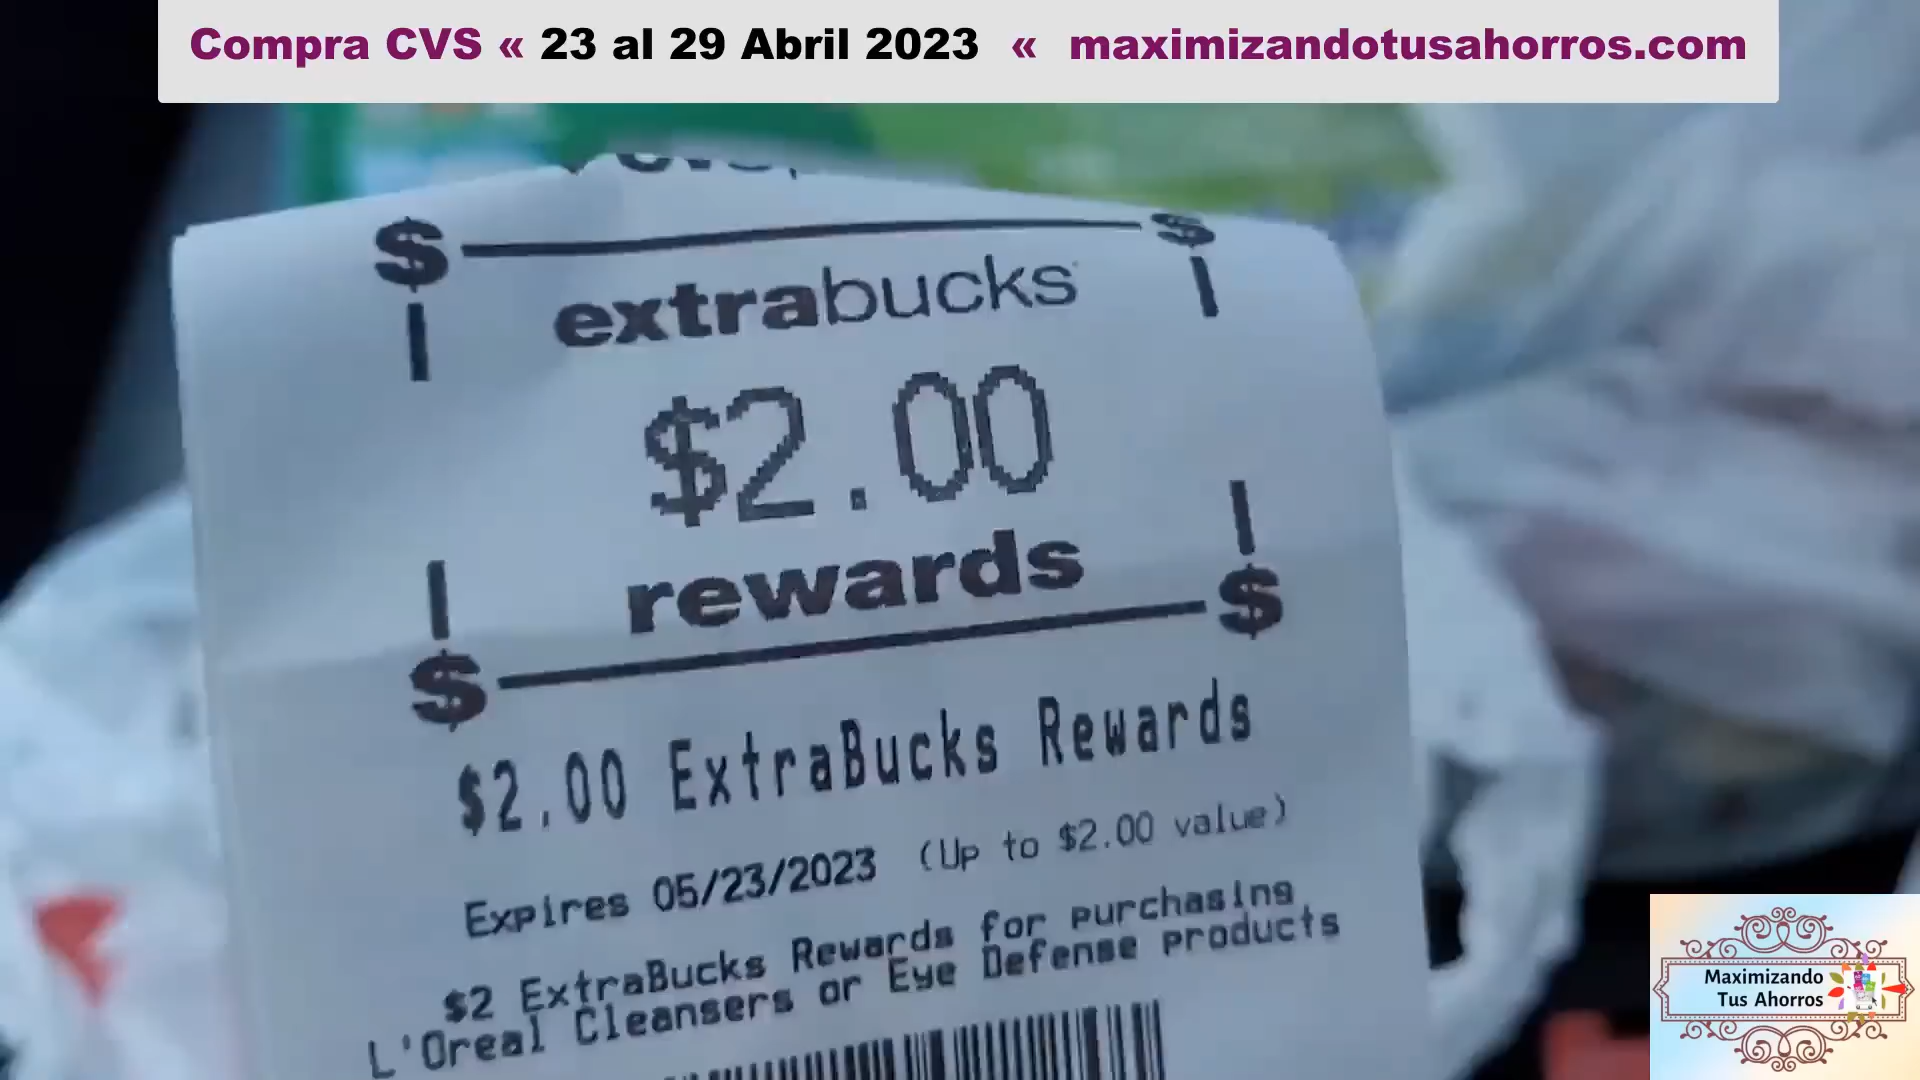 Compra CVS « 23 al 29 Abril 2023 « maximizandotusahorros.com
$ $
extrabucks
$2.00
rewards
$ $
$2.00 ExtraBucks Rewards
Expires 05/23/2023 (Up to $2.00 value)
$2 ExtraBucks Rewards for purchasing
L'Oreal Cleansers or Eye Defense products
Maximizando
Tus Ahorros